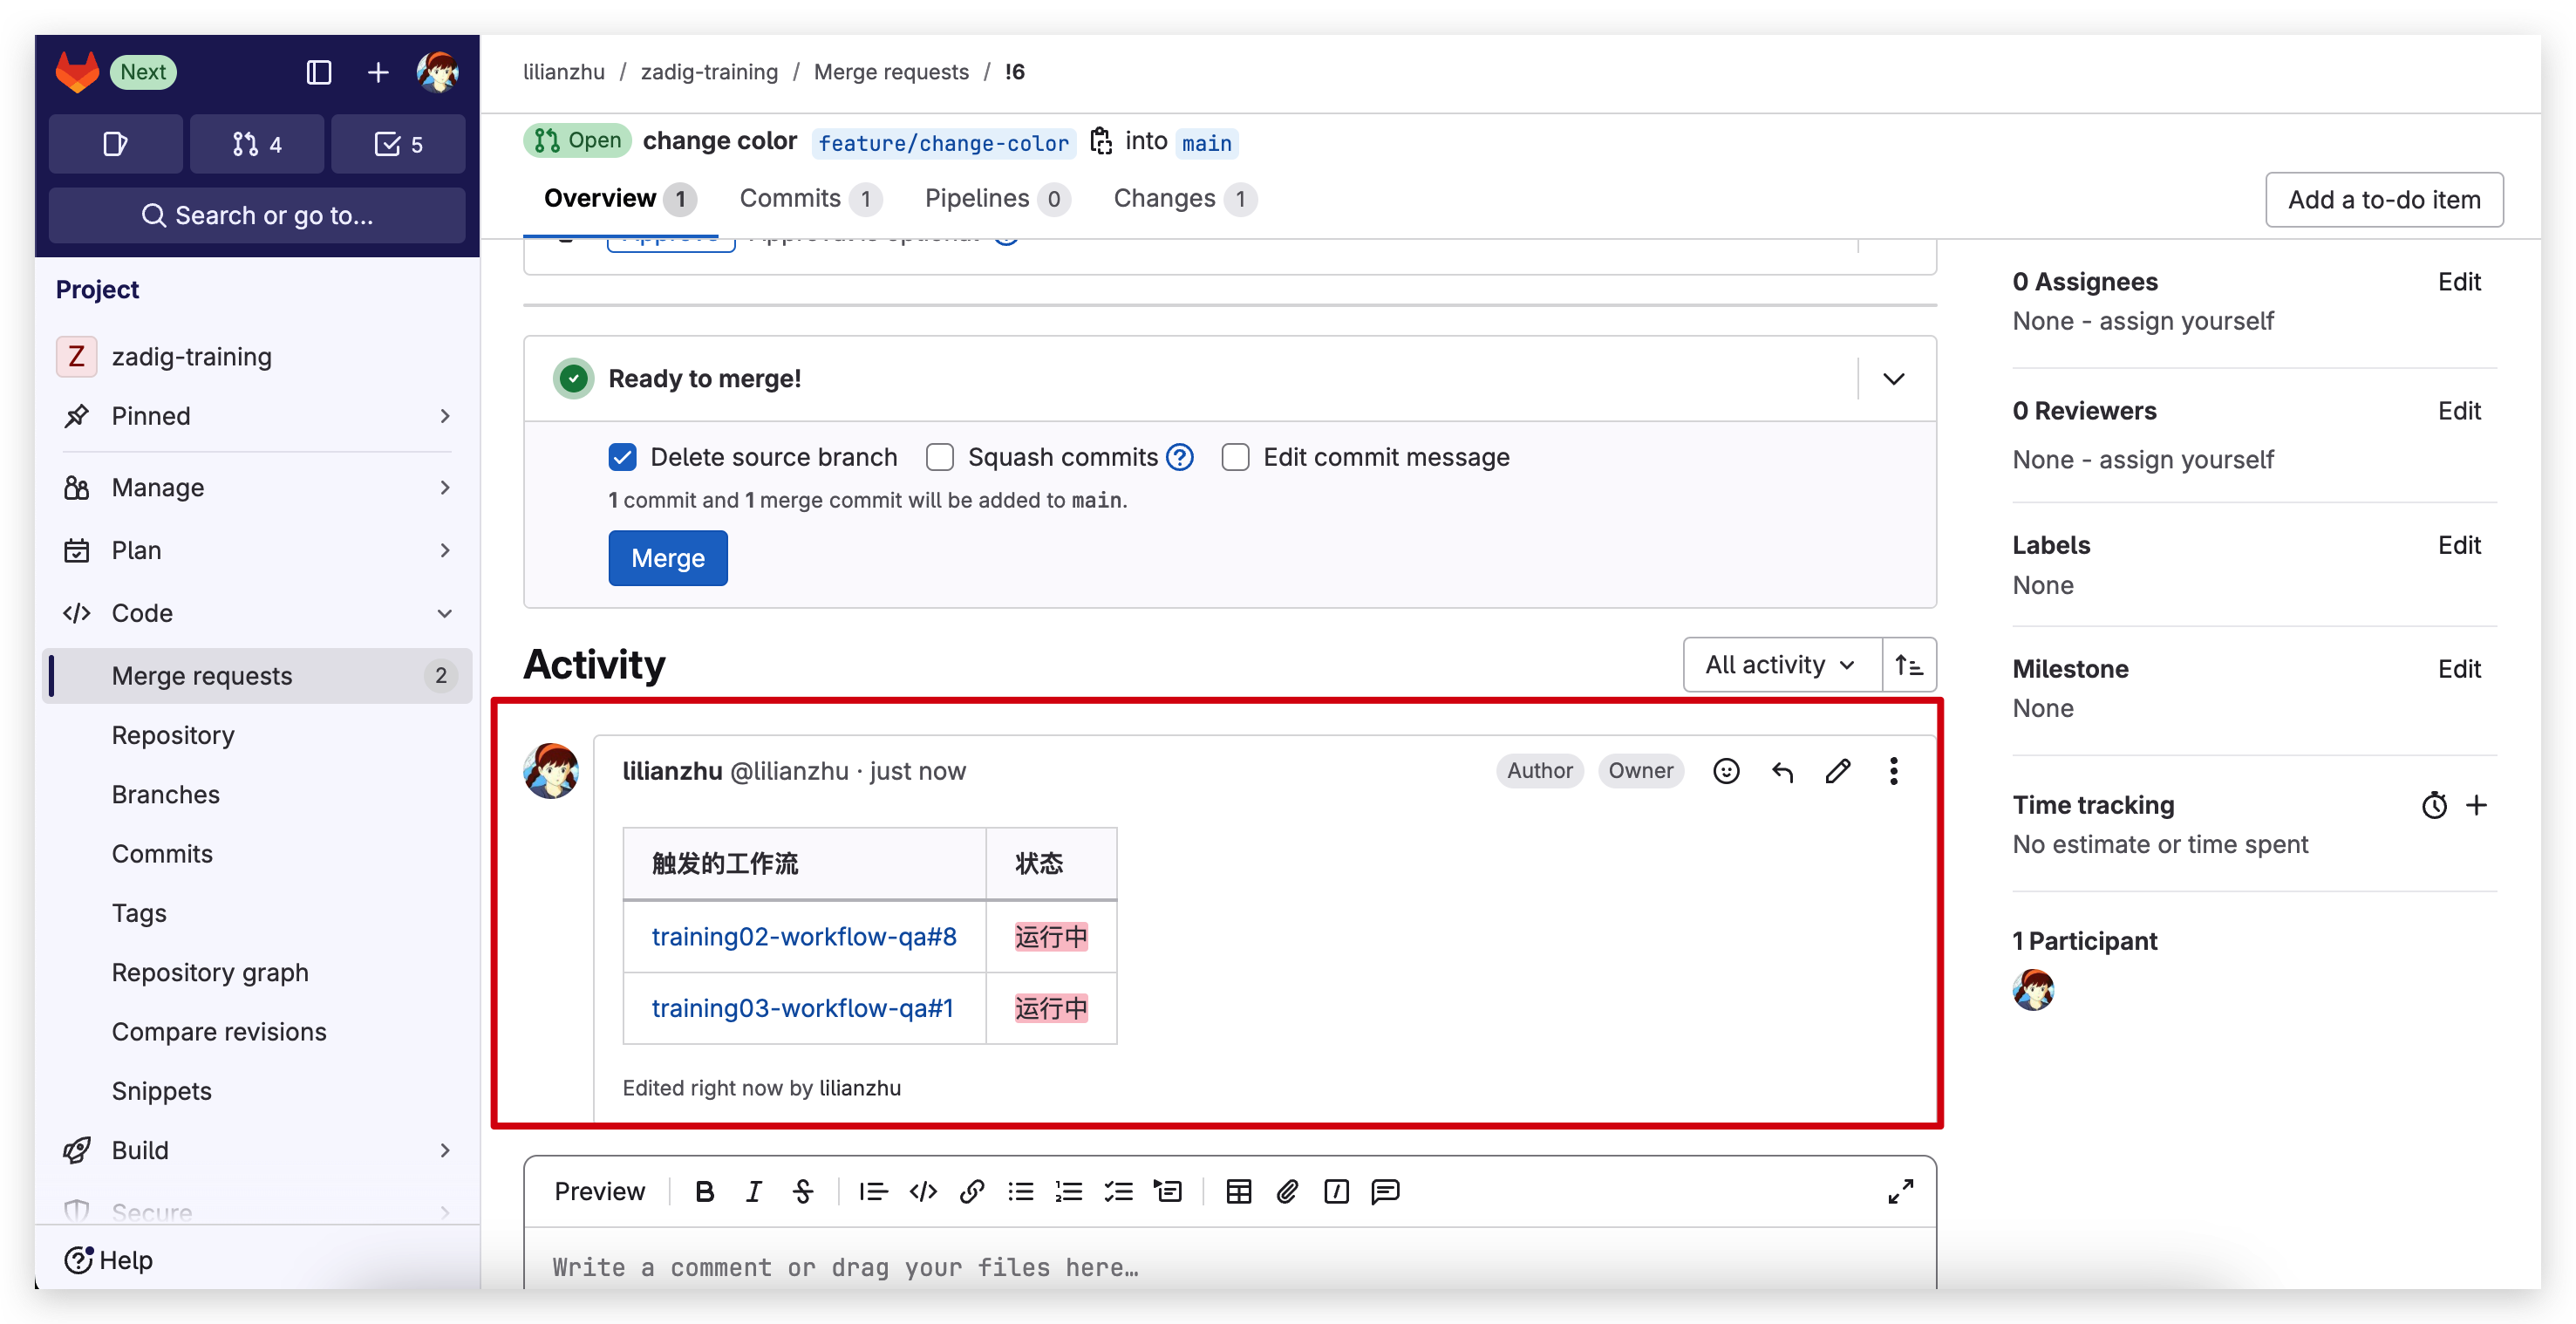 Next
4
5
Search or go to...
Project
Z zadig-training
Pinned
Manage
Plan
Code
Merge requests 2
Repository
Branches
Commits
Tags
Repository graph
Compare revisions
Snippets
Build
Secure
Help
lilianzhu / zadig-training / Merge requests / !6
Open change color feature/change-color into main
Overview 1 Commits 1 Pipelines 0 Changes 1
Add a to-do item
Ready to merge!
Delete source branch Squash commits ? Edit commit message
1 commit and 1 merge commit will be added to main.
Merge
Activity
All activity
lilianzhu @lilianzhu · just now
Author Owner
触发的工作流 状态
training02-workflow-qa#8 运行中
training03-workflow-qa#1 运行中
Edited right now by lilianzhu
Preview
Write a comment or drag your files here…
0 Assignees Edit
None - assign yourself
0 Reviewers Edit
None - assign yourself
Labels Edit
None
Milestone Edit
None
Time tracking
No estimate or time spent
1 Participant